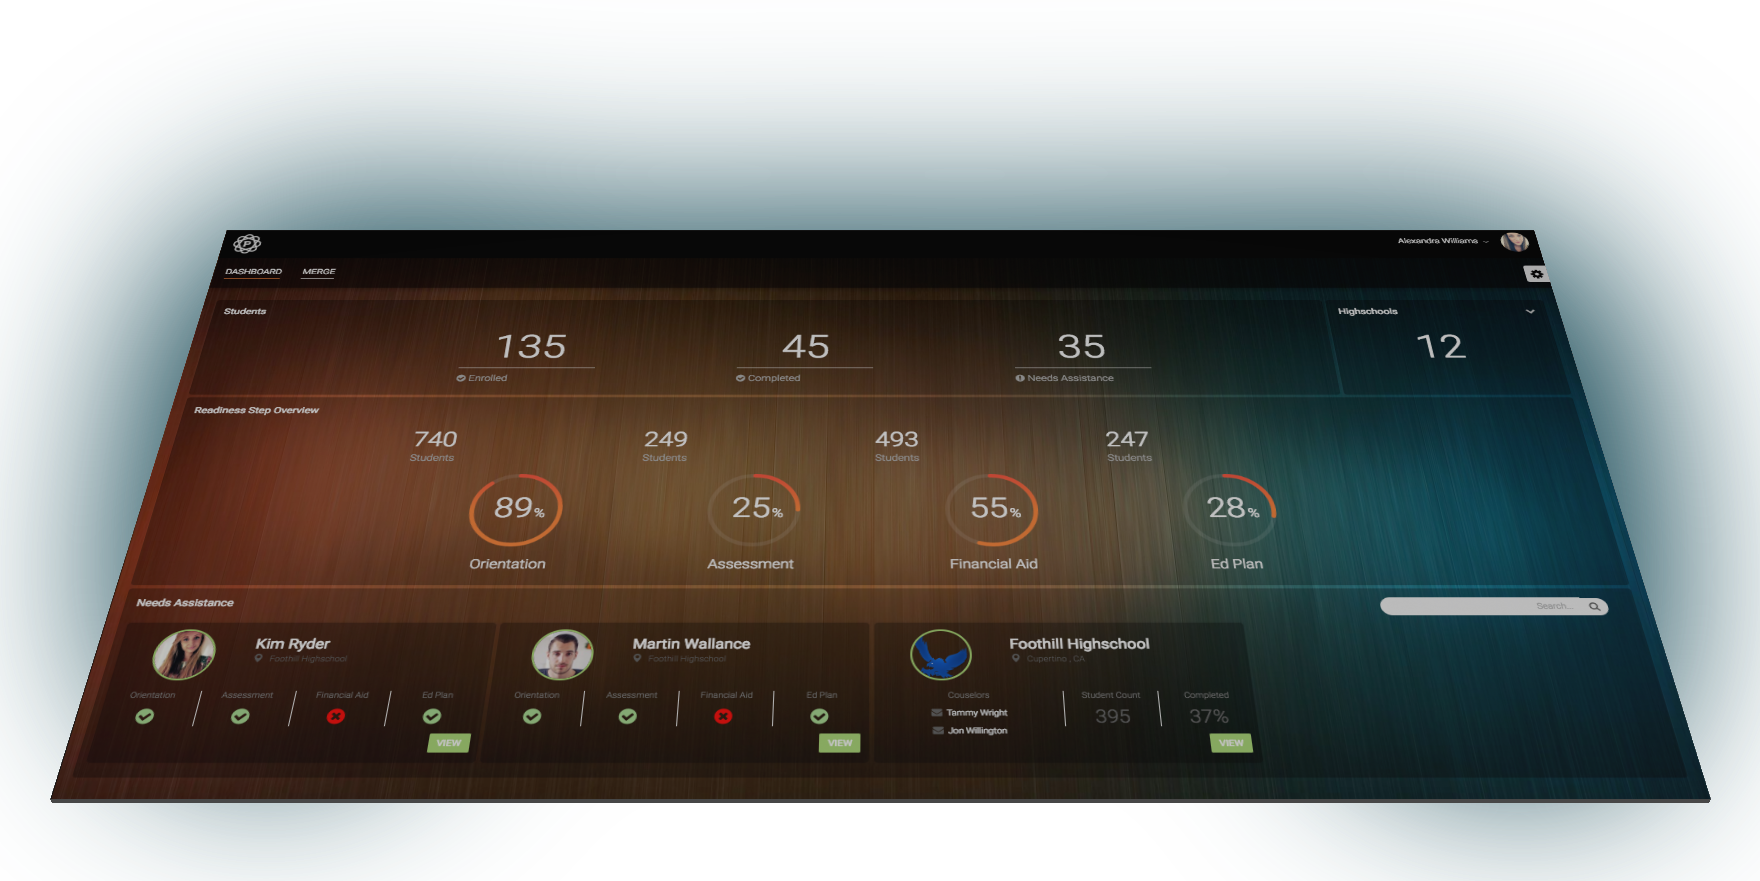 P
Alexandra Williams
DASHBOARD MERGE
Students
135 45 35
Enrolled Completed Needs Assistance
Highschools
12
Readiness Step Overview
740 249 493 247
Students Students Students Students
89% 25% 55% 28%
Orientation Assessment Financial Aid Ed Plan
Needs Assistance
Search...
Kim Ryder
Foothill Highschool
Orientation Assessment Financial Aid Ed Plan
VIEW
Martin Wallance
Foothill Highschool
Orientation Assessment Financial Aid Ed Plan
VIEW
Foothill Highschool
Cupertino , CA
Couselors Student Count Completed
Tammy Wright
Jon Willington
395 37%
VIEW